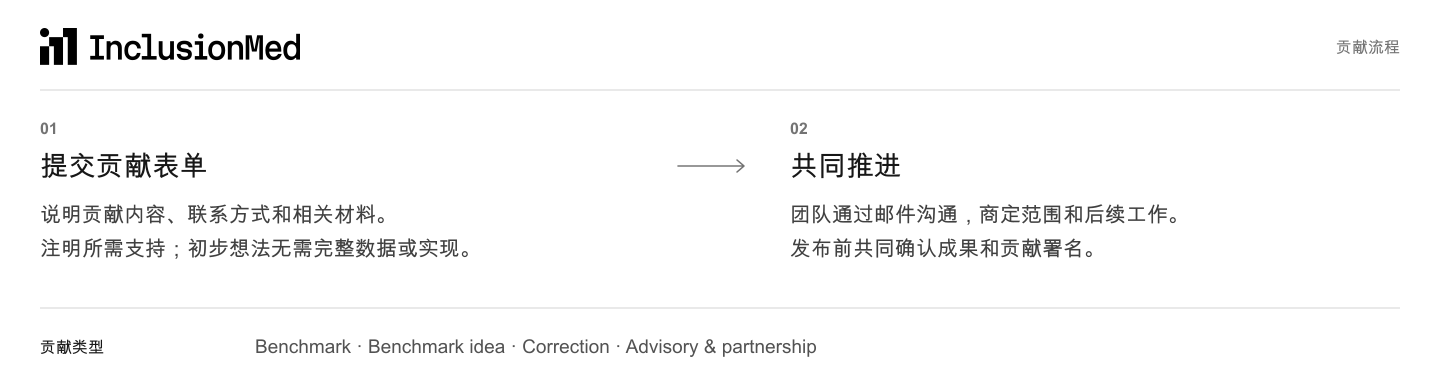 InclusionMed
贡献流程
01
提交贡献表单
说明贡献内容、联系方式和相关材料。
注明所需支持；初步想法无需完整数据或实现。
02
共同推进
团队通过邮件沟通，商定范围和后续工作。
发布前共同确认成果和贡献署名。
贡献类型
Benchmark · Benchmark idea · Correction · Advisory & partnership